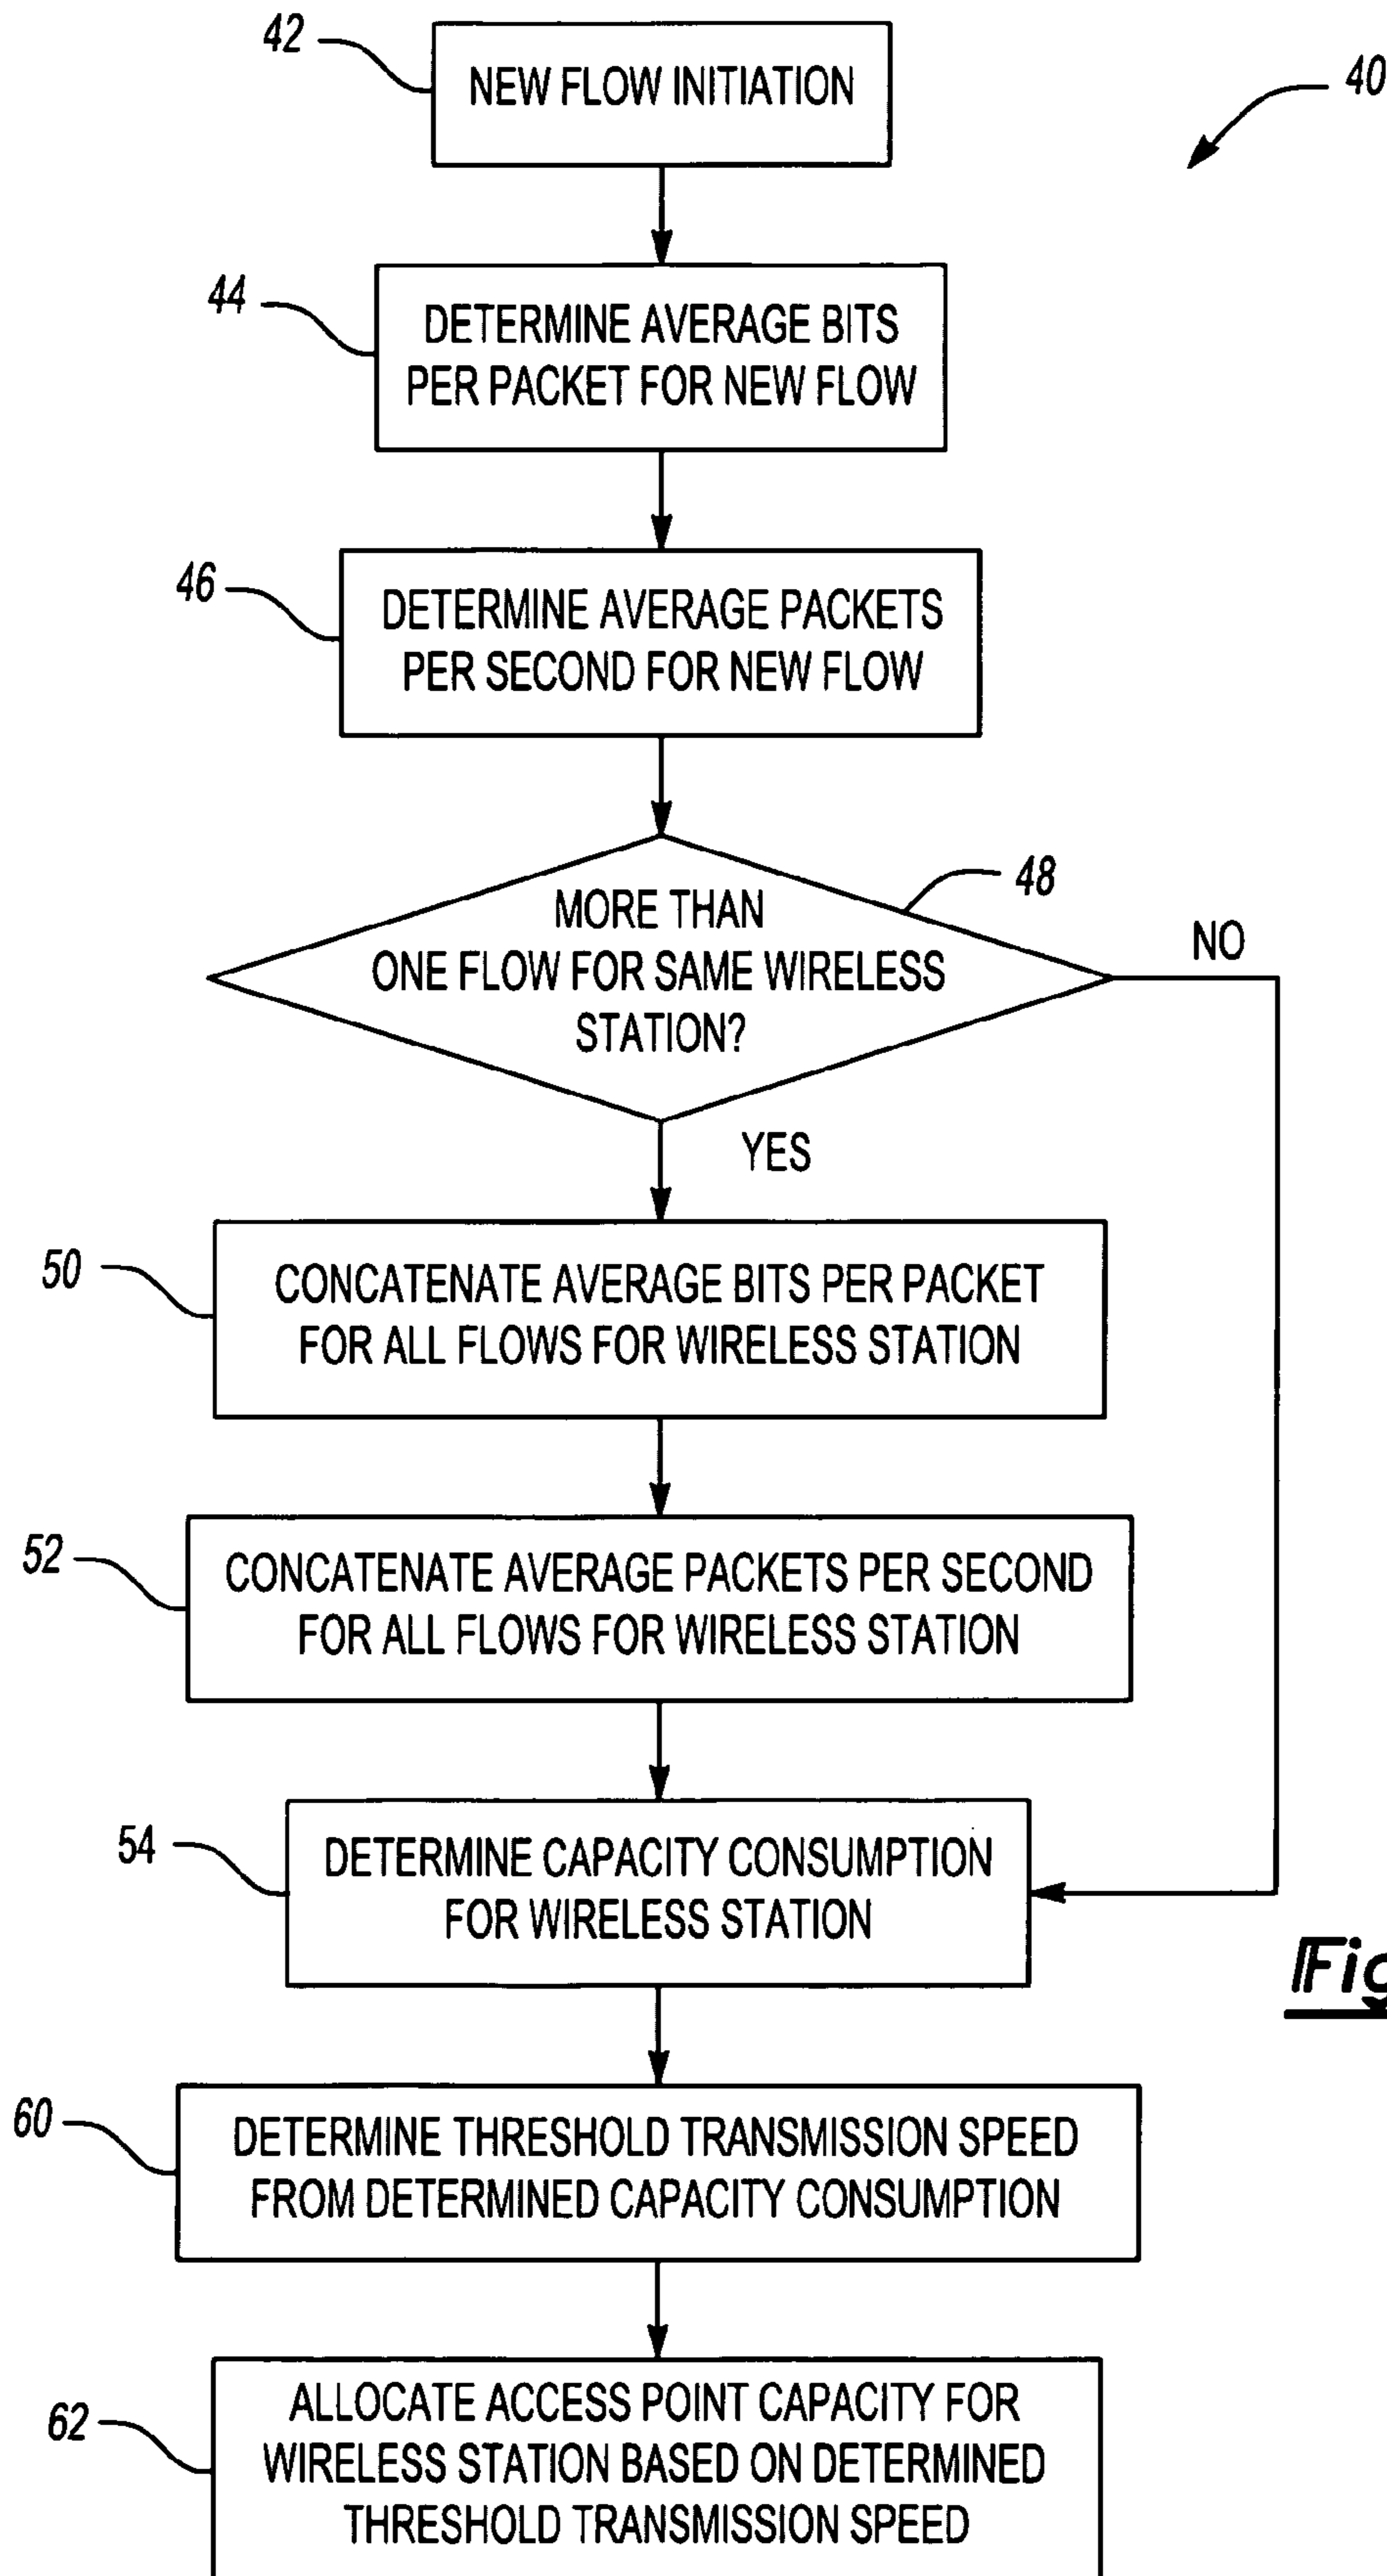 42
NEW FLOW INITIATION
40
44
DETERMINE AVERAGE BITS
PER PACKET FOR NEW FLOW
46
DETERMINE AVERAGE PACKETS
PER SECOND FOR NEW FLOW
48
MORE THAN
ONE FLOW FOR SAME WIRELESS
STATION?
NO
YES
50
CONCATENATE AVERAGE BITS PER PACKET
FOR ALL FLOWS FOR WIRELESS STATION
52
CONCATENATE AVERAGE PACKETS PER SECOND
FOR ALL FLOWS FOR WIRELESS STATION
54
DETERMINE CAPACITY CONSUMPTION
FOR WIRELESS STATION
60
DETERMINE THRESHOLD TRANSMISSION SPEED
FROM DETERMINED CAPACITY CONSUMPTION
62
ALLOCATE ACCESS POINT CAPACITY FOR
WIRELESS STATION BASED ON DETERMINED
THRESHOLD TRANSMISSION SPEED